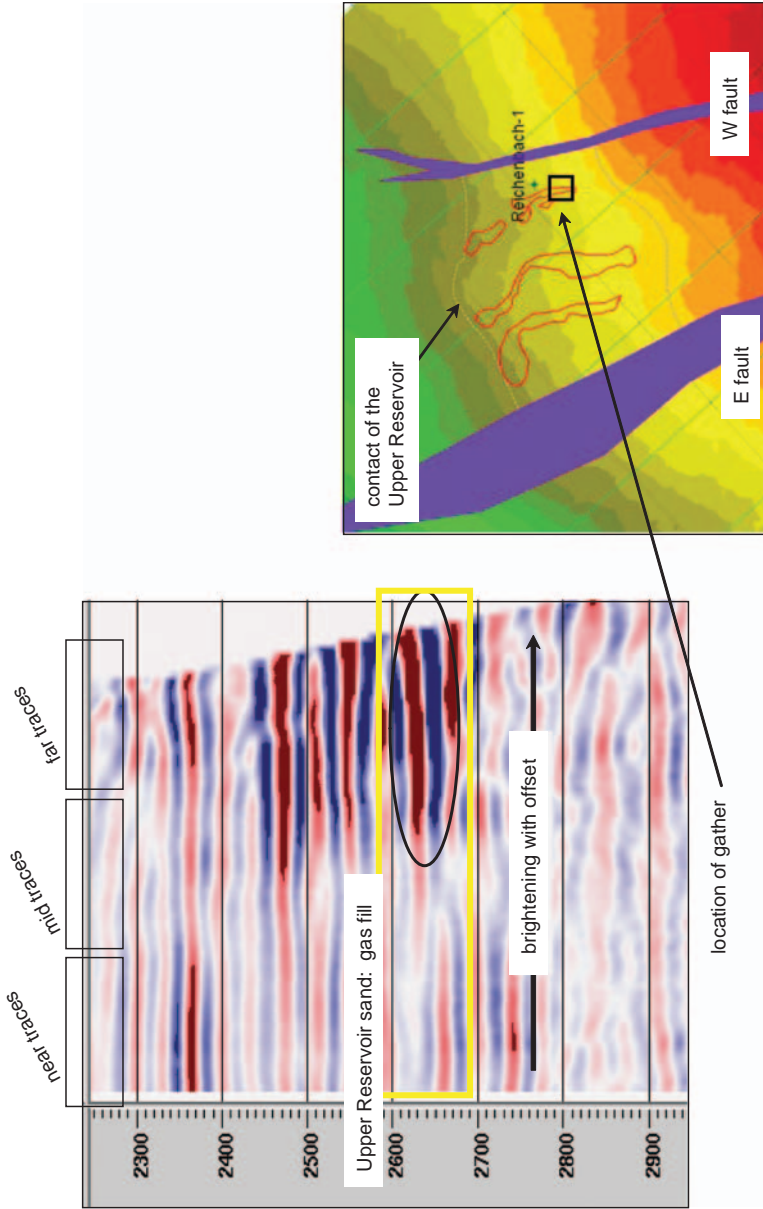 near traces
mid traces
far traces
2300
2400
2500
2600
2700
2800
2900
Upper Reservoir sand: gas fill
brightening with offset
location of gather
contact of the
Upper Reservoir
Reichenbach-1
E fault
W fault